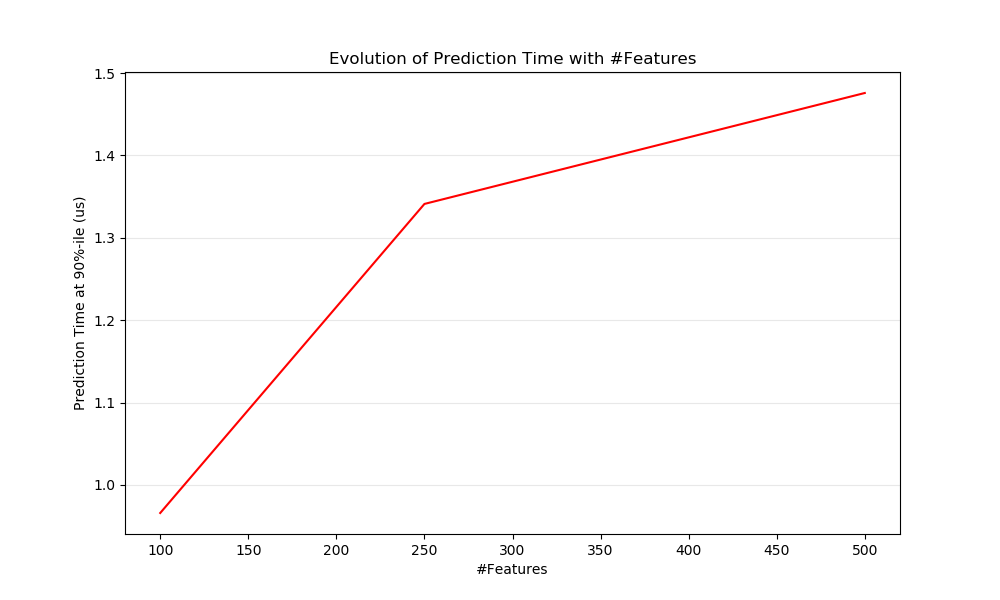 Evolution of Prediction Time with #Features
Prediction Time at 90%-ile (us)
1.5
1.4
1.3
1.2
1.1
1.0
100 150 200 250 300 350 400 450 500
#Features